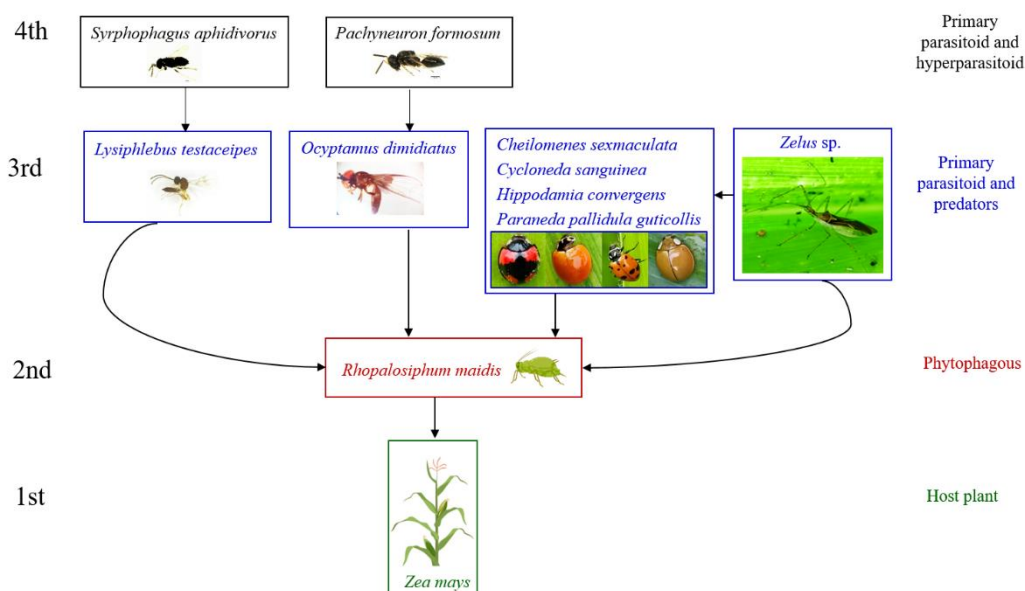 4th
Syrphophagus aphidivorus
Pachyneuron formosum
Primary
parasitoid and
hyperparasitoid
3rd
Lysiphlebus testaceipes
Ocyptamus dimidiatus
Cheilomenes sexmaculata
Cycloneda sanguinea
Hippodamia convergens
Paraneda pallidula guticollis
Zelus sp.
Primary
parasitoid and
predators
2nd
Rhopalosiphum maidis
Phytophagous
1st
Host plant
Zea mays